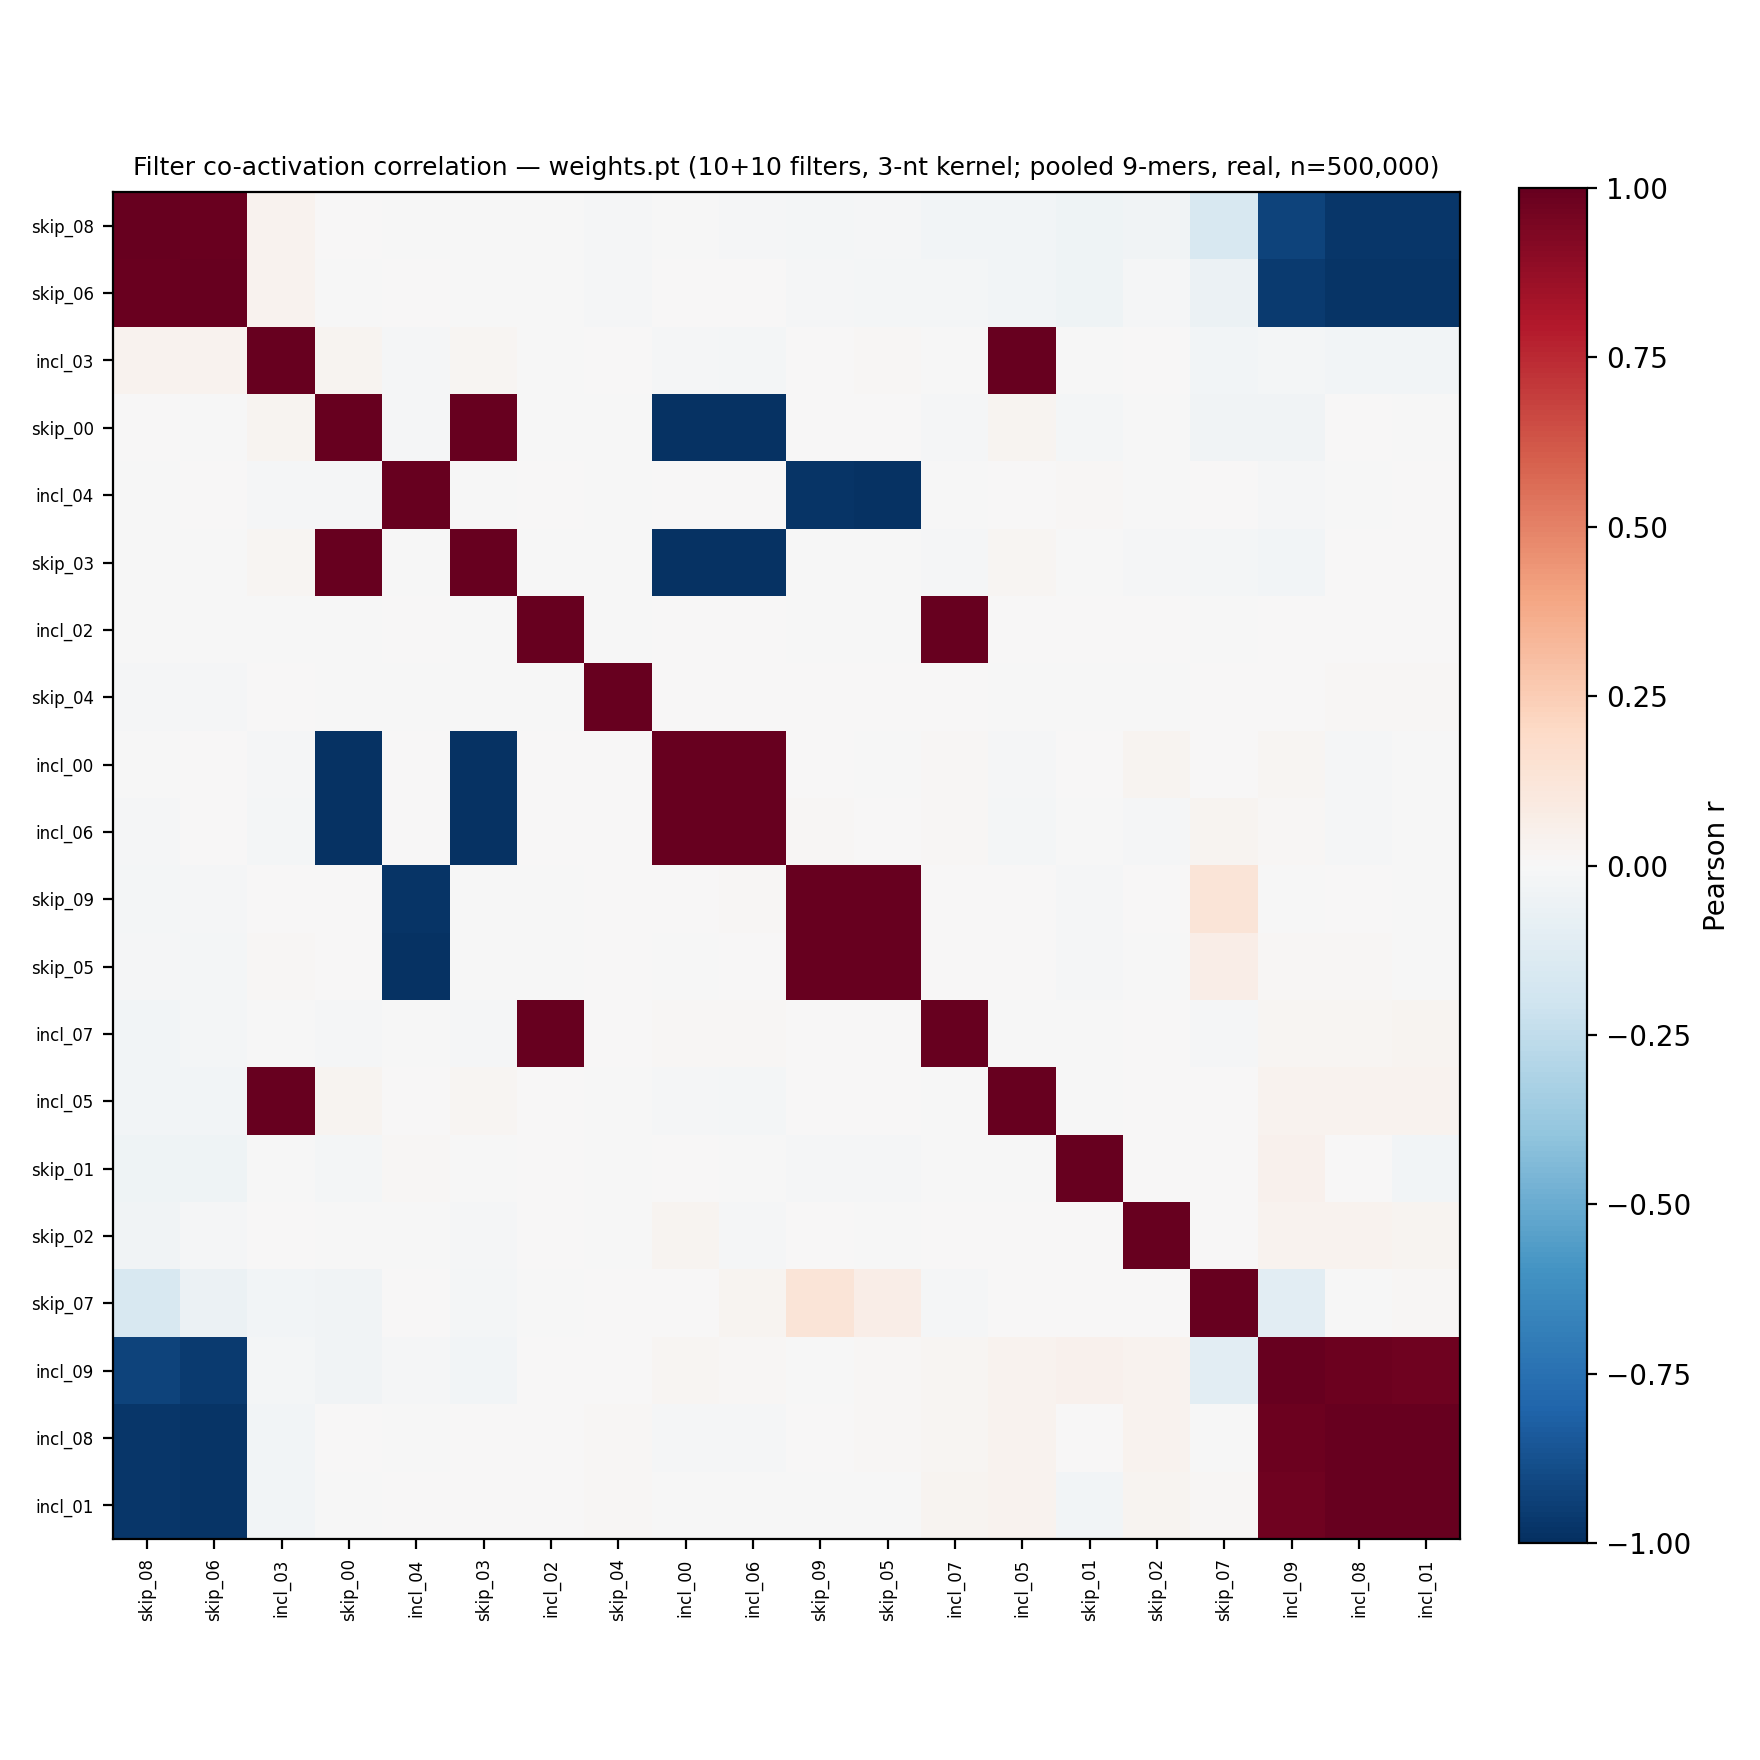 Filter co-activation correlation — weights.pt (10+10 filters, 3-nt kernel; pooled 9-mers, real, n=500,000)
skip_08
skip_06
incl_03
skip_00
incl_04
skip_03
incl_02
skip_04
incl_00
incl_06
skip_09
skip_05
incl_07
incl_05
skip_01
skip_02
skip_07
incl_09
incl_08
incl_01
skip_08
skip_06
incl_03
skip_00
incl_04
skip_03
incl_02
skip_04
incl_00
incl_06
skip_09
skip_05
incl_07
incl_05
skip_01
skip_02
skip_07
incl_09
incl_08
incl_01
1.00
0.75
0.50
0.25
0.00
−0.25
−0.50
−0.75
−1.00
Pearson r